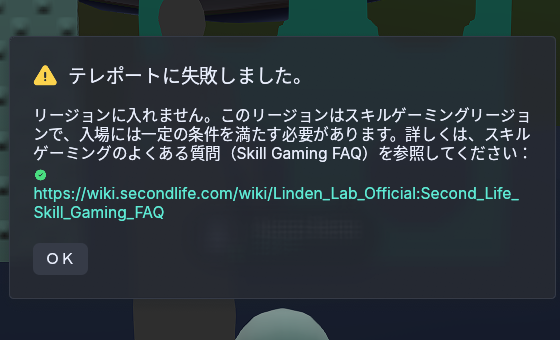 テレポートに失敗しました。
リージョンに入れません。このリージョンはスキルゲーミングリージョ
ンで、入場には一定の条件を満たす必要があります。詳しくは、スキル
ゲーミングのよくある質問（Skill Gaming FAQ）を参照してください：
https://wiki.secondlife.com/wiki/Linden_Lab_Official:Second_Life_
Skill_Gaming_FAQ
OK